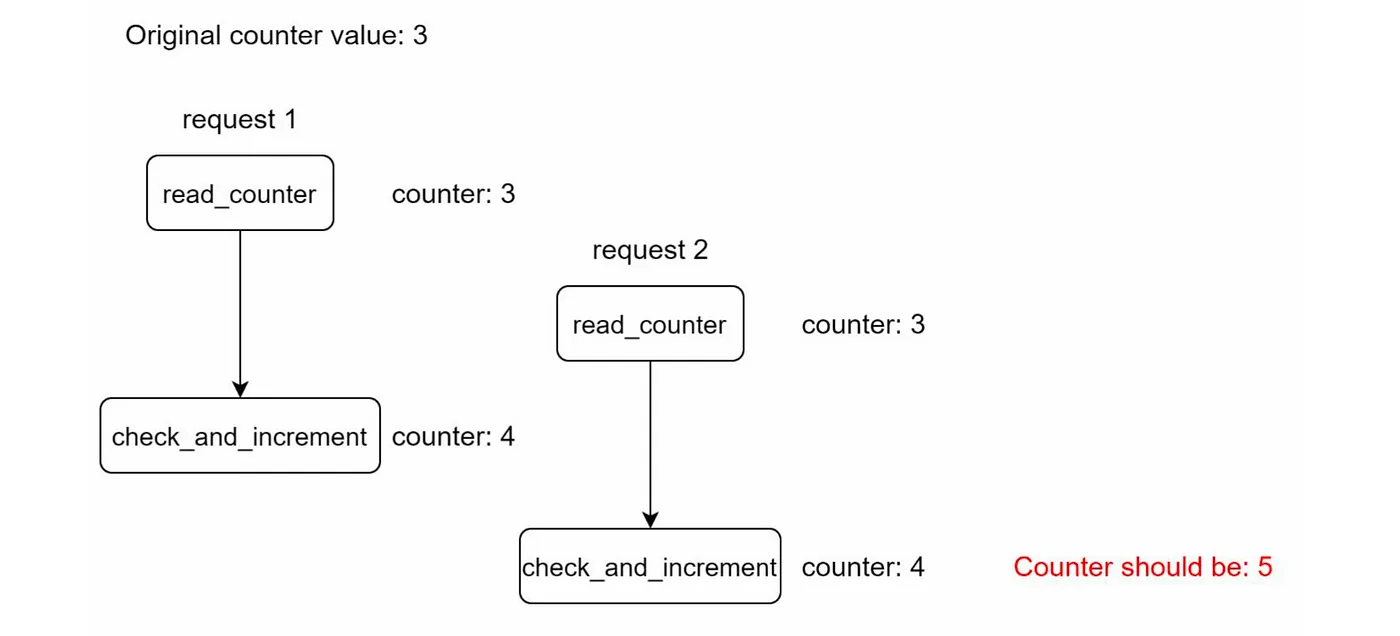 Original counter value: 3
request 1
read_counter
counter: 3
request 2
read_counter
counter: 3
check_and_increment
counter: 4
check_and_increment
counter: 4
Counter should be: 5